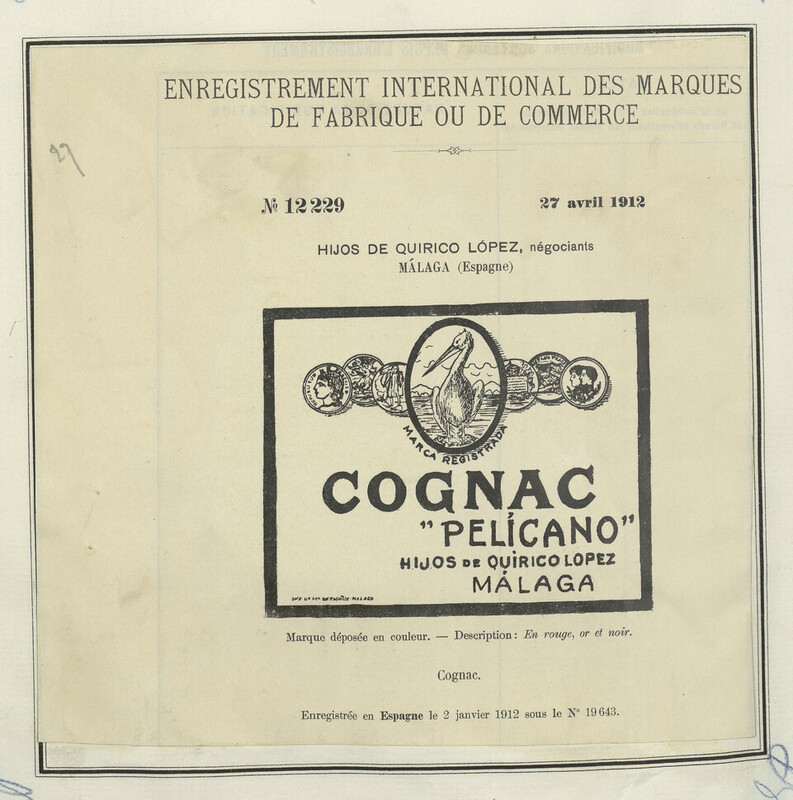 ENREGISTREMENT INTERNATIONAL DES MARQUES
DE FABRIQUE OU DE COMMERCE
27
№ 12229
27 avril 1912
HIJOS DE QUIRICO LÓPEZ, négociants
MÁLAGA (Espagne)
MARCA REGISTRADA
COGNAC
"PELÍCANO"
HIJOS DE QUIRICO LOPEZ
MÁLAGA
Marque déposée en couleur. — Description: En rouge, or et noir.
Cognac.
Enregistrée en Espagne le 2 janvier 1912 sous le Nº 19643.